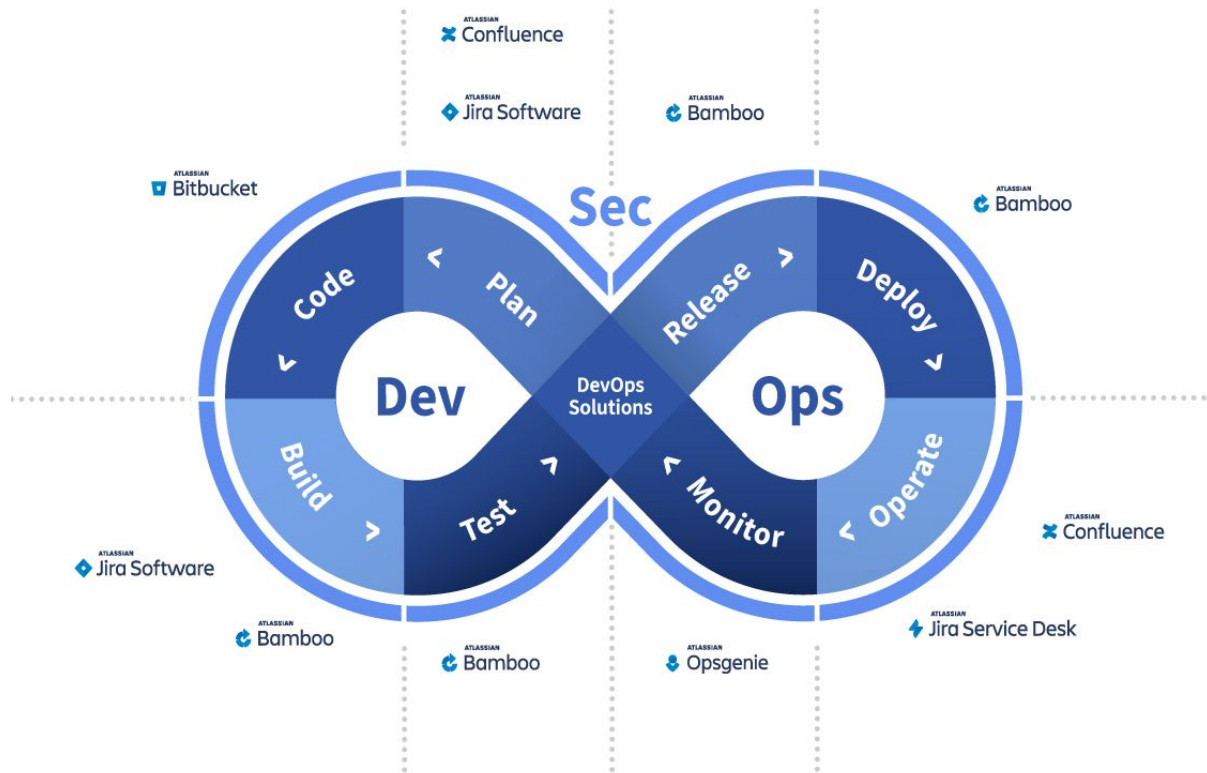 ATLASSIAN
Confluence
ATLASSIAN
Jira Software
ATLASSIAN
Bamboo
ATLASSIAN
Bitbucket
ATLASSIAN
Bamboo
Sec
Code
Plan
Release
Deploy
Dev
DevOps
Solutions
Ops
Build
Test
Monitor
Operate
ATLASSIAN
Confluence
ATLASSIAN
Jira Software
ATLASSIAN
Jira Service Desk
ATLASSIAN
Bamboo
ATLASSIAN
Bamboo
ATLASSIAN
Opsgenie